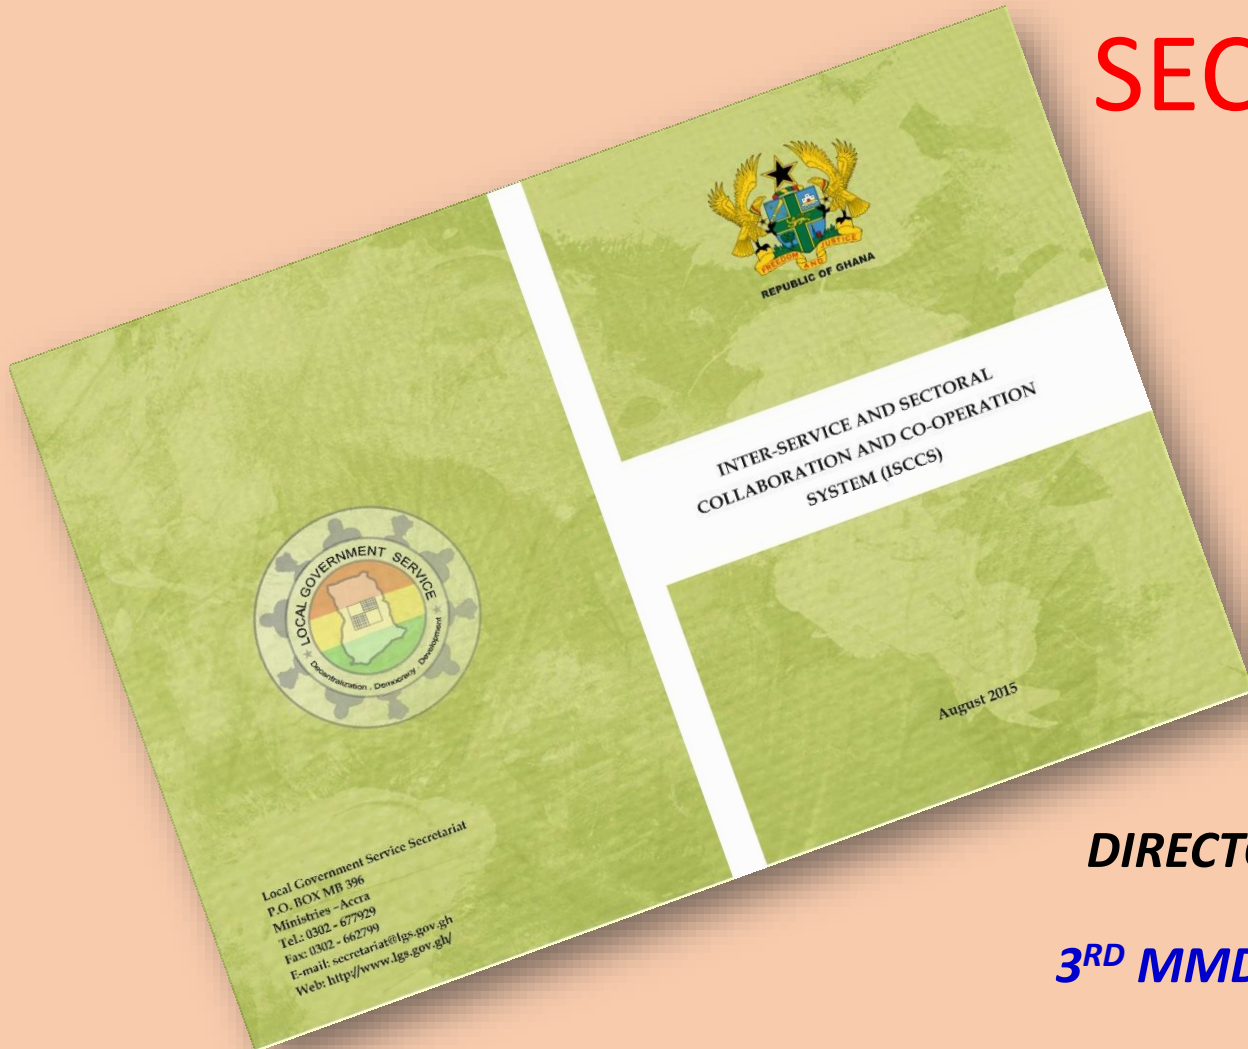 SEC
FREEDOM AND JUSTICE
REPUBLIC OF GHANA
INTER-SERVICE AND SECTORAL
COLLABORATION AND CO-OPERATION
SYSTEM (ISCCS)
August 2015
LOCAL GOVERNMENT SERVICE
Decentralization . Democracy . Development
Local Government Service Secretariat
P.O. BOX MB 396
Ministries –Accra
Tel.: 0302 - 677929
Fax: 0302 - 662799
E-mail: secretariat@lgs.gov.gh
Web: http://www.lgs.gov.gh/
DIRECTO
3RD MMD